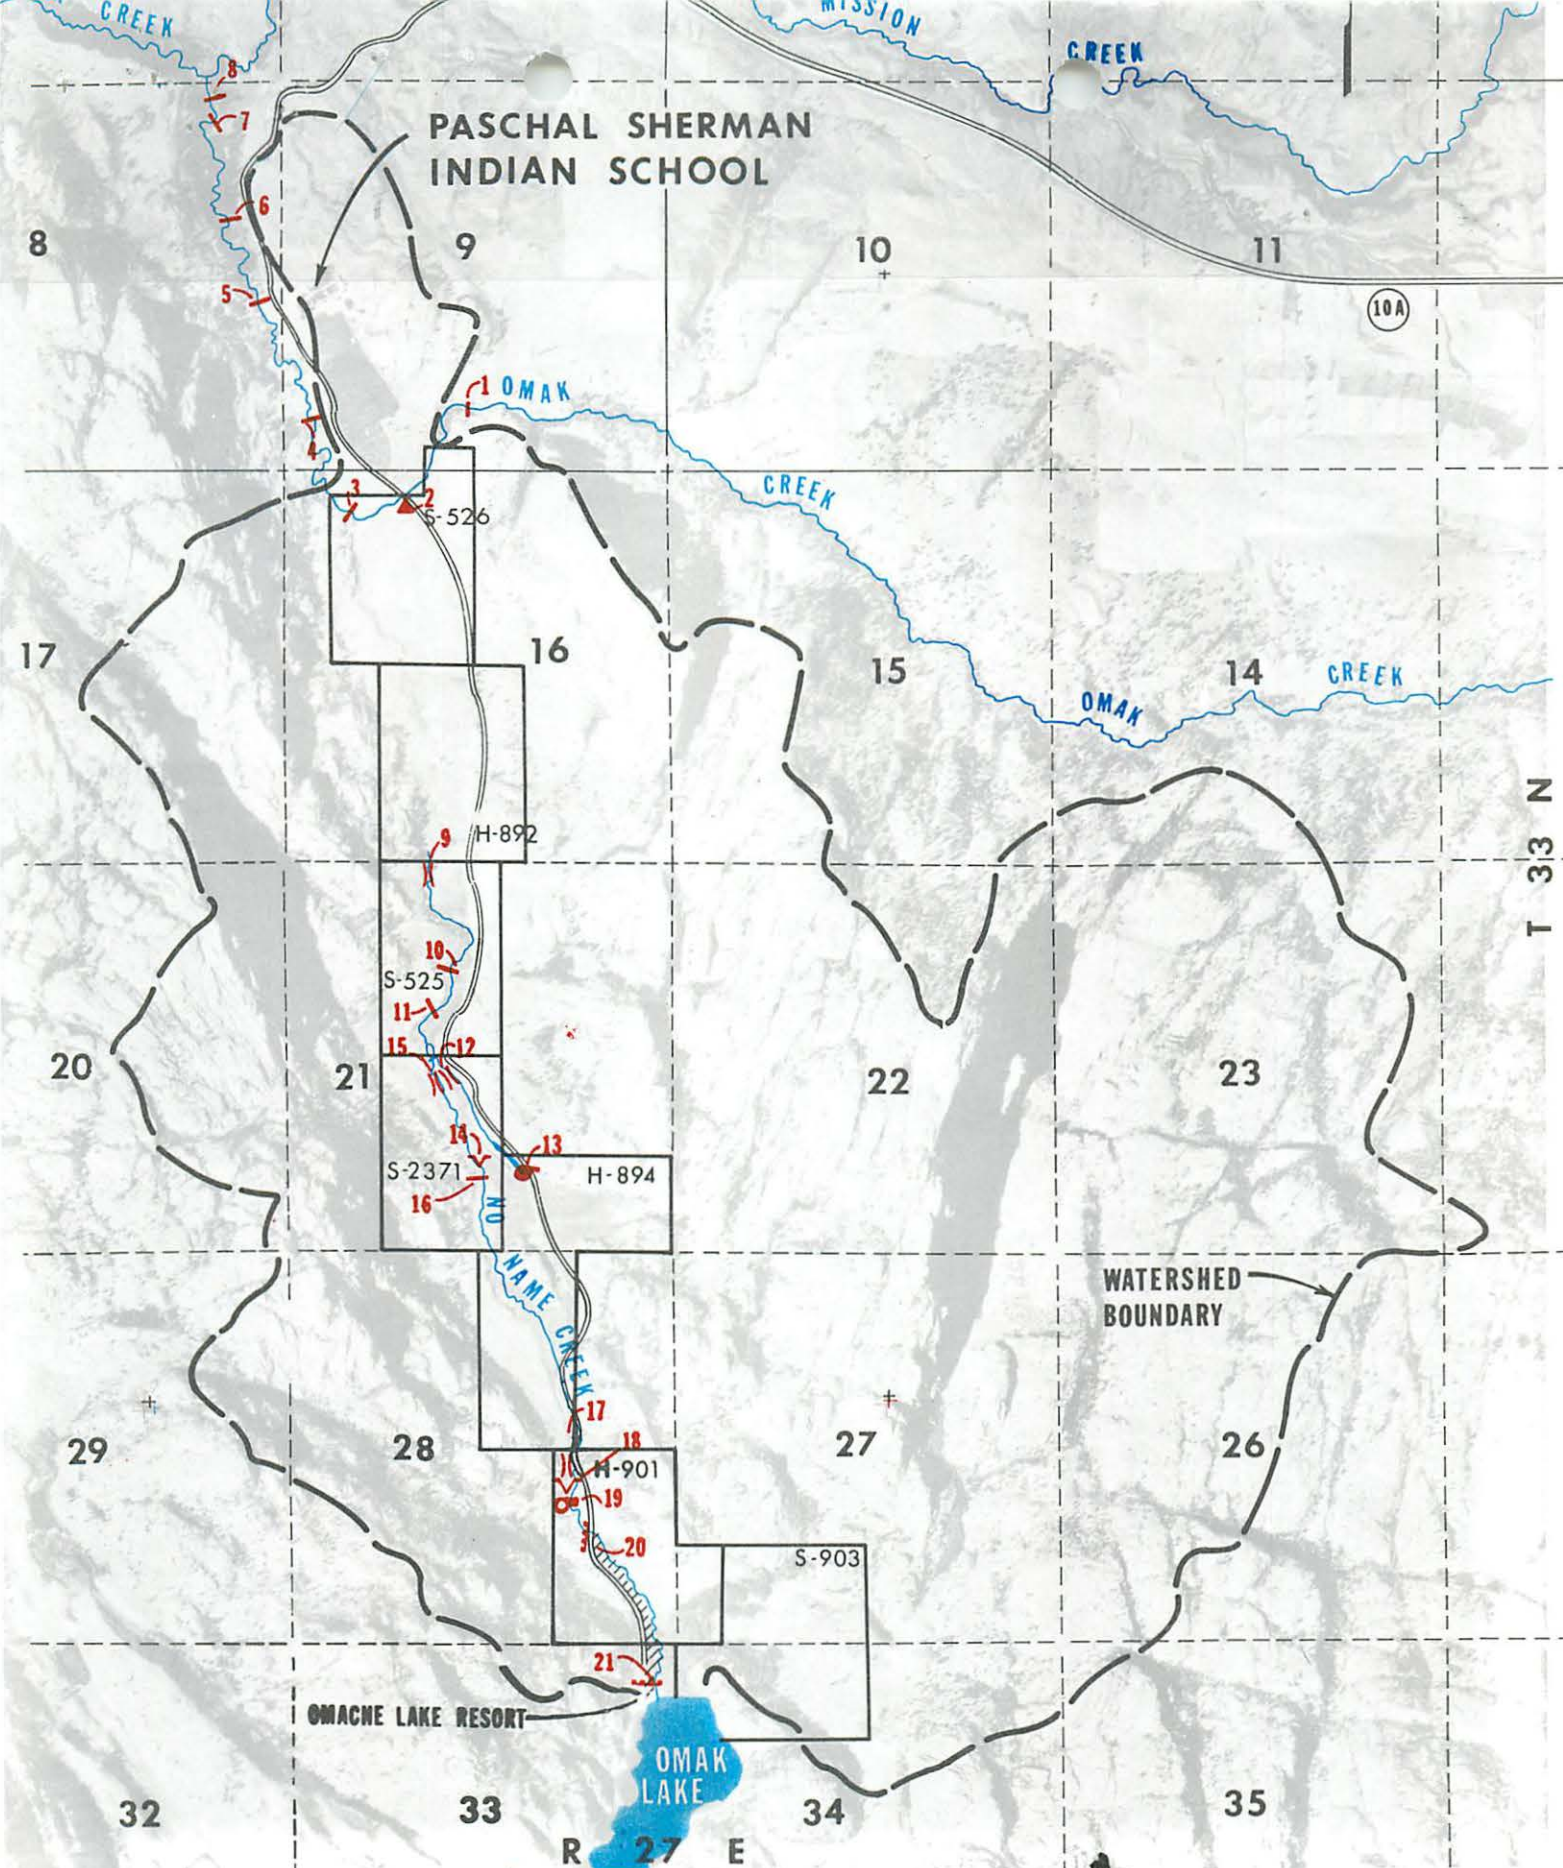 CREEK
MISSION
CREEK
8
7
PASCHAL SHERMAN
INDIAN SCHOOL
6
8
9
10
11
5
10A
1
OMAK
4
CREEK
3
2
S-526
17
16
15
14
CREEK
OMAK
T 33 N
H-892
9
10
S-525
11
15
12
20
21
22
23
14
13
S-2371
H-894
16
NO
NAME
CREEK
WATERSHED
BOUNDARY
17
18
29
28
27
26
H-901
19
20
S-903
21
OMACHE LAKE RESORT
OMAK
LAKE
32
33
34
35
R 27 E